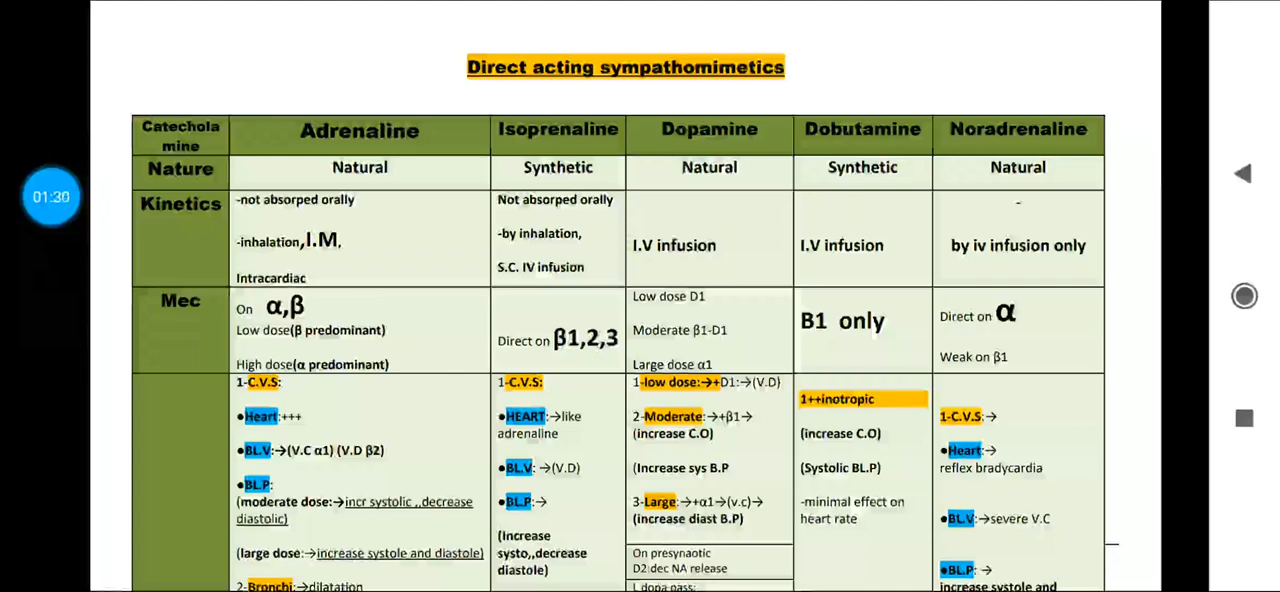 Direct acting sympathomimetics
01:30
Catechola
mine
Adrenaline
Isoprenaline
Dopamine
Dobutamine
Noradrenaline
Nature
Natural
Synthetic
Natural
Synthetic
Natural
Kinetics
-not absorbed orally
-inhalation,I.M,
Intracardiac
Not absorbed orally
-by inhalation,
S.C. IV infusion
I.V infusion
I.V infusion
-
by iv infusion only
Mec
On α,β
Low dose(β predominant)
High dose(α predominant)
Direct on β1,2,3
Low dose D1
Moderate β1-D1
Large dose α1
B1 only
Direct on α
Weak on β1
1-C.V.S:
●Heart:+++
●BL.V:→(V.C α1) (V.D β2)
●BL.P:
(moderate dose:→incr systolic ,,decrease
diastolic)
(large dose:→increase systole and diastole)
2-Bronchi:→dilatation
1-C.V.S:
●HEART:→like
adrenaline
●BL.V: →(V.D)
●BL.P:→
(increase
systo,,decrease
diastole)
1-low dose:→+D1:→(V.D)
2-Moderate:→+β1→
(increase C.O)
(Increase sys B.P
3-Large:→+α1→(v.c)→
(increase diast B.P)
On presynaotic
D2:dec NA release
L dopa pass:
1++inotropic
(increase C.O)
(Systolic BL.P)
-minimal effect on
heart rate
1-C.V.S:→
●Heart:→
reflex bradycardia
●BL.V:→severe V.C
●BL.P: →
increase systole and